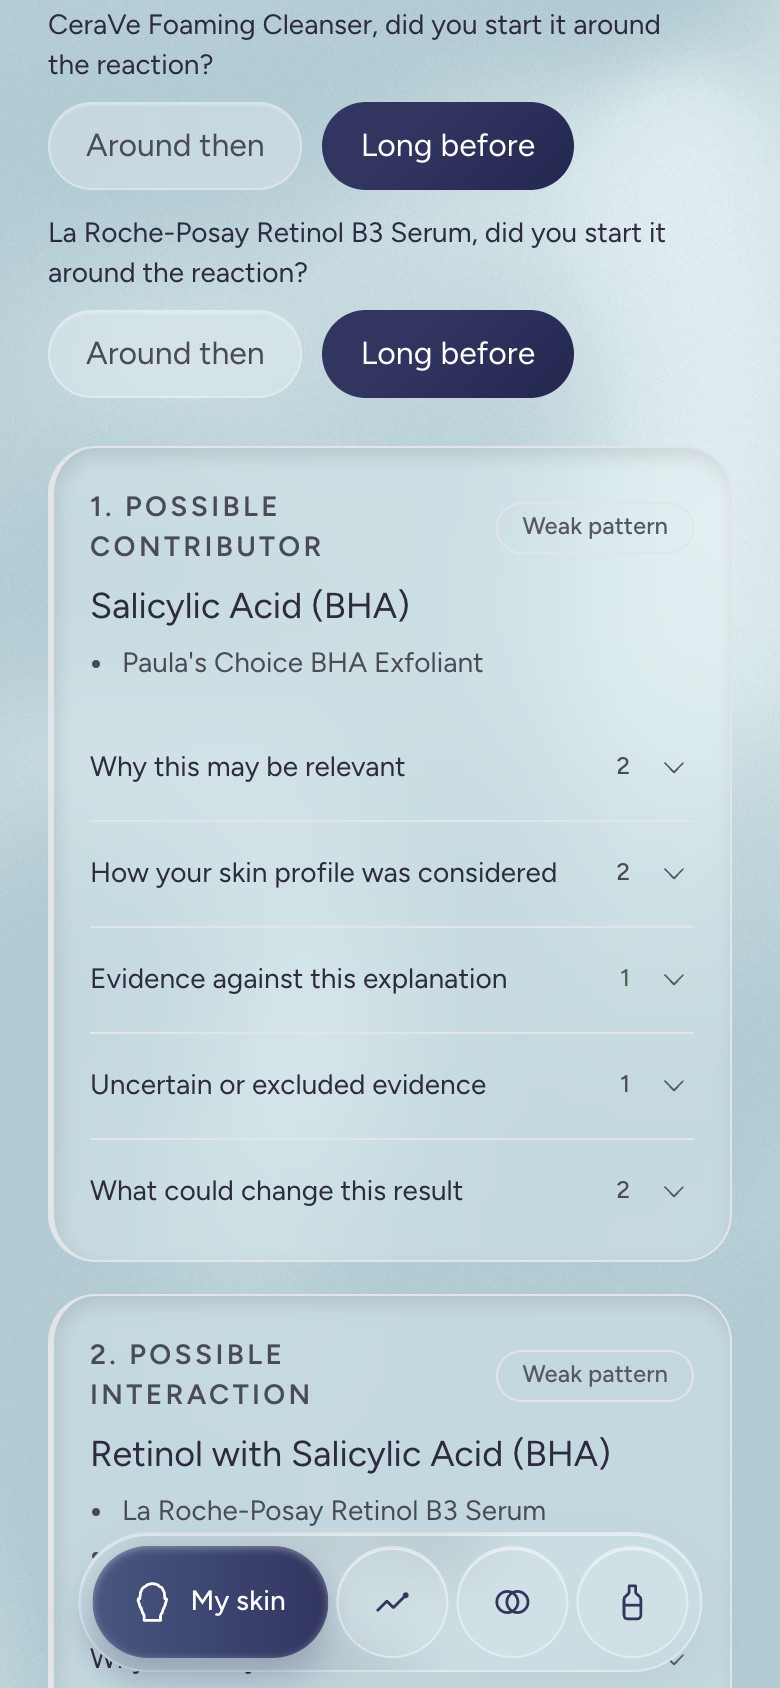 CeraVe Foaming Cleanser, did you start it around
the reaction?
Around then
Long before
La Roche-Posay Retinol B3 Serum, did you start it
around the reaction?
Around then
Long before
1. POSSIBLE
CONTRIBUTOR
Weak pattern
Salicylic Acid (BHA)
• Paula's Choice BHA Exfoliant
Why this may be relevant 2
How your skin profile was considered 2
Evidence against this explanation 1
Uncertain or excluded evidence 1
What could change this result 2
2. POSSIBLE
INTERACTION
Weak pattern
Retinol with Salicylic Acid (BHA)
• La Roche-Posay Retinol B3 Serum
My skin